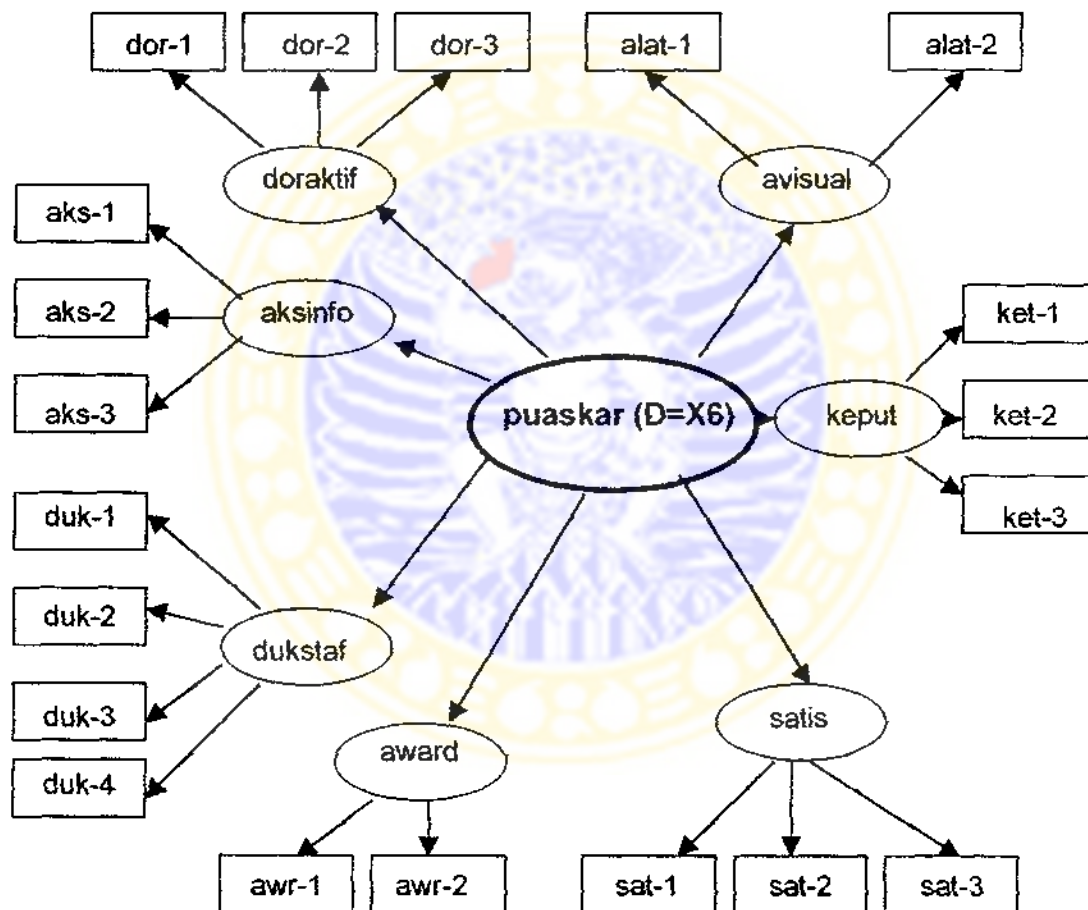 dor-1
dor-2
dor-3
alat-1
alat-2
doraktif
avisual
aks-1
aks-2
aks-3
aksinfo
ket-1
ket-2
ket-3
puaskar (D=X6)
keput
duk-1
duk-2
duk-3
duk-4
dukstaf
award
satis
awr-1
awr-2
sat-1
sat-2
sat-3